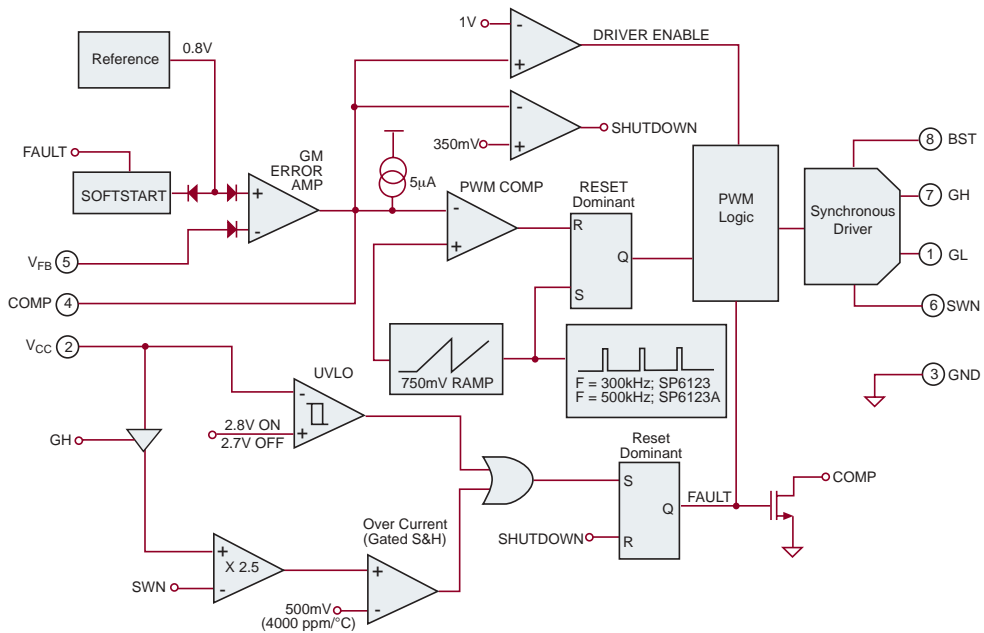 1V
-
+
DRIVER ENABLE
Reference
0.8V
-
+
350mV
SHUTDOWN
FAULT
SOFTSTART
GM
ERROR
AMP
+
-
5µA
PWM COMP
-
+
RESET
Dominant
R
Q
S
PWM
Logic
Synchronous
Driver
8 BST
7 GH
1 GL
6 SWN
3 GND
VFB 5
COMP 4
VCC 2
750mV RAMP
F = 300kHz; SP6123
F = 500kHz; SP6123A
UVLO
-
+
2.8V ON
2.7V OFF
GH
Reset
Dominant
S
Q
R
FAULT
COMP
SHUTDOWN
Over Current
(Gated S&H)
+
X 2.5
-
SWN
+
-
500mV
(4000 ppm/°C)